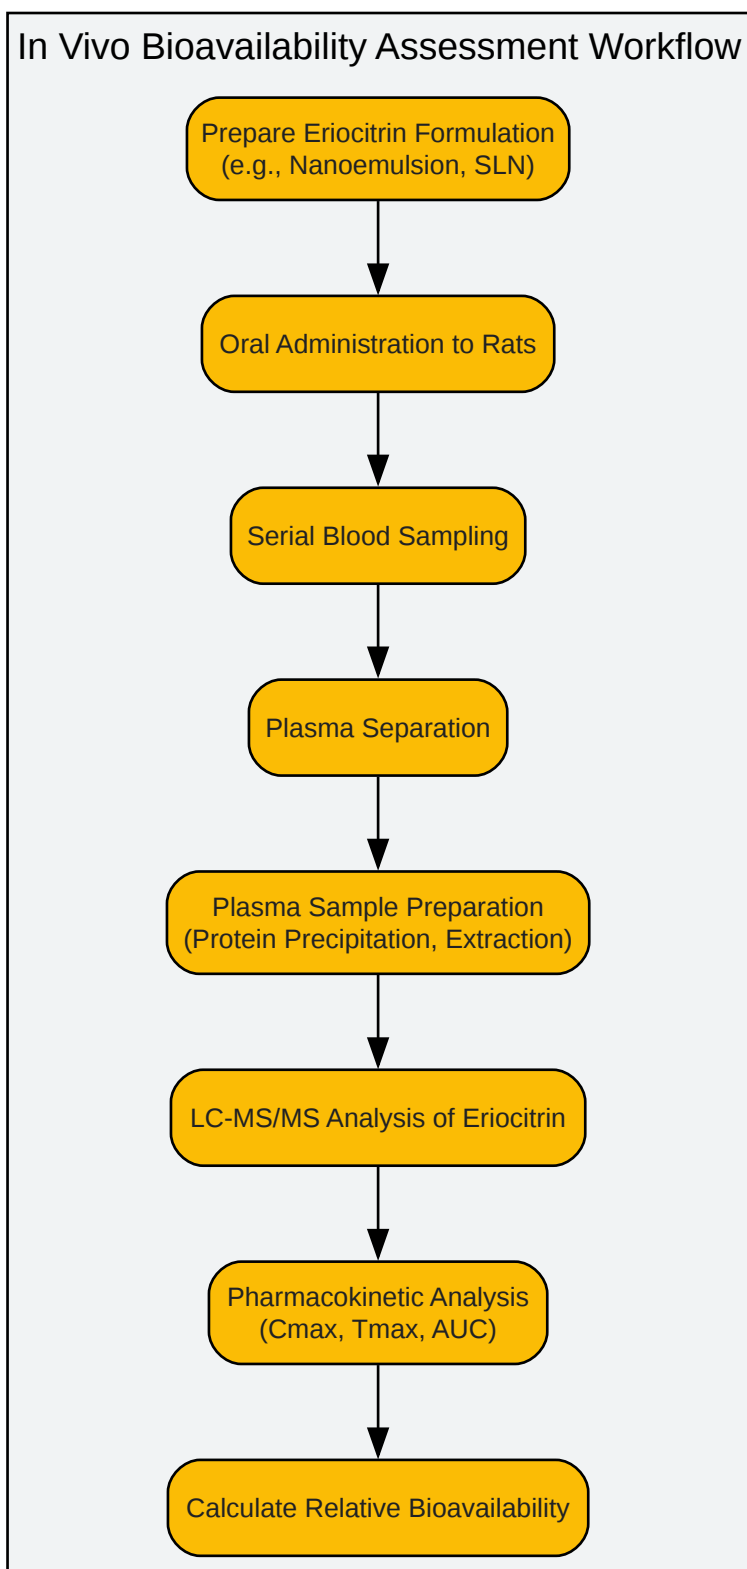 In Vivo Bioavailability Assessment Workflow
Prepare Eriocitrin Formulation
(e.g., Nanoemulsion, SLN)
Oral Administration to Rats
Serial Blood Sampling
Plasma Separation
Plasma Sample Preparation
(Protein Precipitation, Extraction)
LC-MS/MS Analysis of Eriocitrin
Pharmacokinetic Analysis
(Cmax, Tmax, AUC)
Calculate Relative Bioavailability